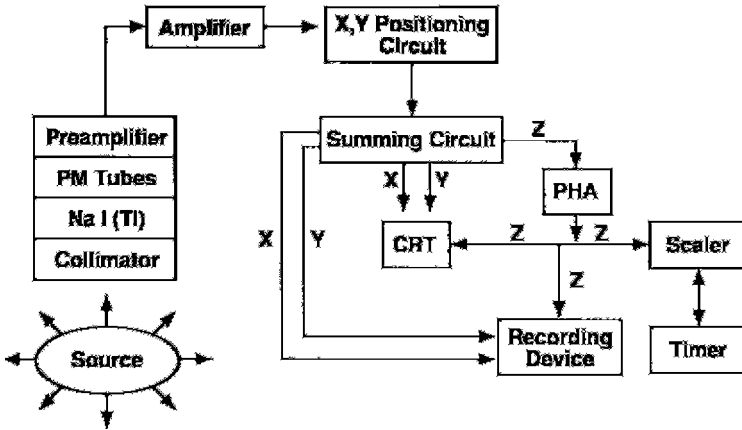 Amplifier
X,Y Positioning
Circuit
Preamplifier
PM Tubes
Na I (Tl)
Collimator
Summing Circuit
Z
X
Y
PHA
X
Y
CRT
Z
Z
Scaler
Z
Source
Recording
Device
Timer